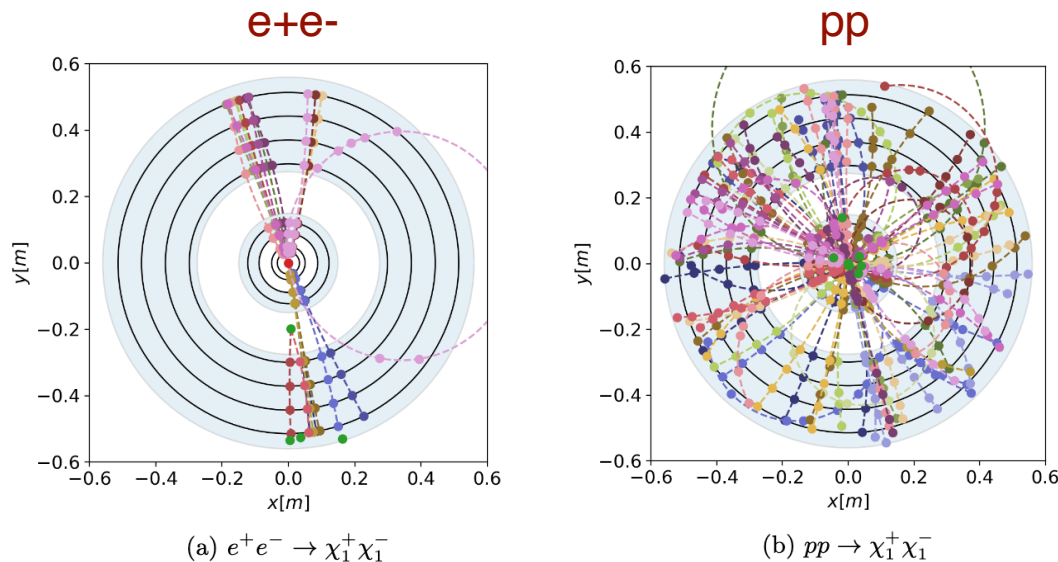 e+e-
pp
0.6
0.4
0.2
0.0
−0.2
−0.4
−0.6
y[m]
−0.6 −0.4 −0.2 0.0 0.2 0.4 0.6
x[m]
0.6
0.4
0.2
0.0
−0.2
−0.4
−0.6
y[m]
−0.6 −0.4 −0.2 0.0 0.2 0.4 0.6
x[m]
(a) e⁺e⁻ → χ₁⁺χ₁⁻
(b) pp → χ₁⁺χ₁⁻